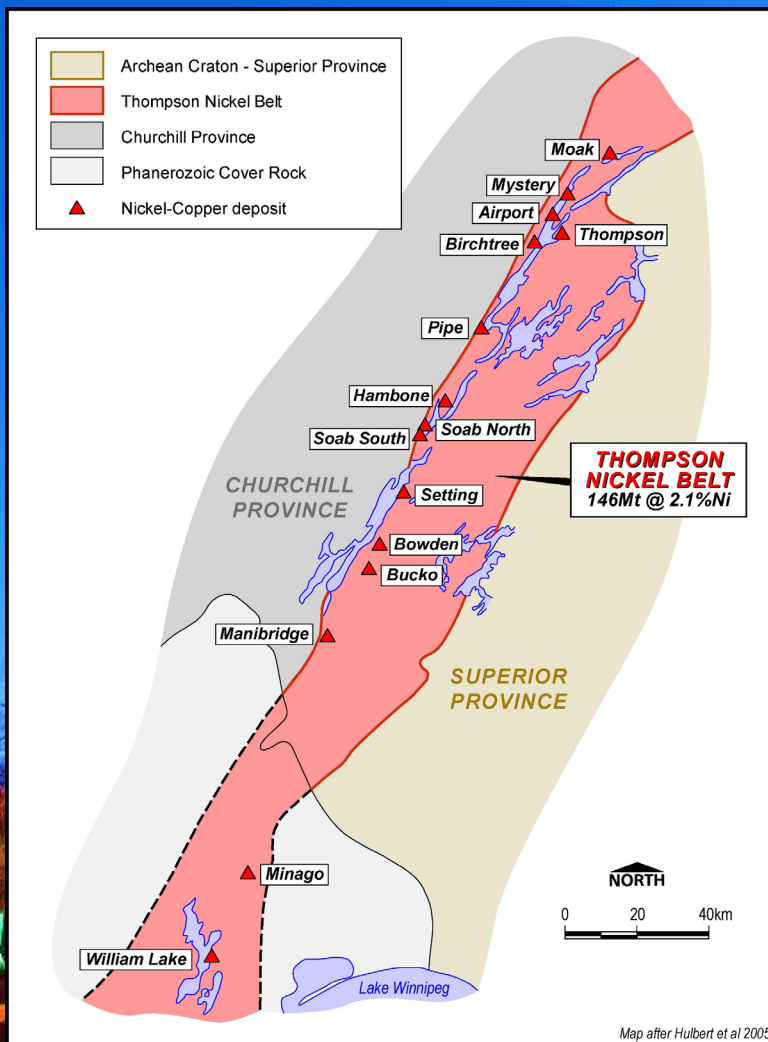 Archean Craton - Superior Province
Thompson Nickel Belt
Churchill Province
Phanerozoic Cover Rock
Nickel-Copper deposit
Moak
Mystery
Airport
Thompson
Birchtree
Pipe
Hambone
Soab North
Soab South
THOMPSON
NICKEL BELT
146Mt @ 2.1%Ni
CHURCHILL
PROVINCE
Setting
Bowden
Bucko
Manibridge
SUPERIOR
PROVINCE
Minago
NORTH
0 20 40km
William Lake
Lake Winnipeg
Map after Hulbert et al 2005